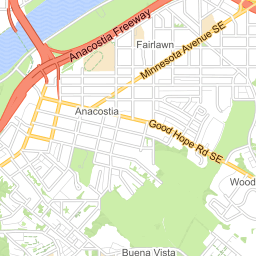 Anacostia Freeway
Fairlawn
Minnesota Avenue SE
Anacostia
Good Hope Rd SE
Wood
Buena Vista